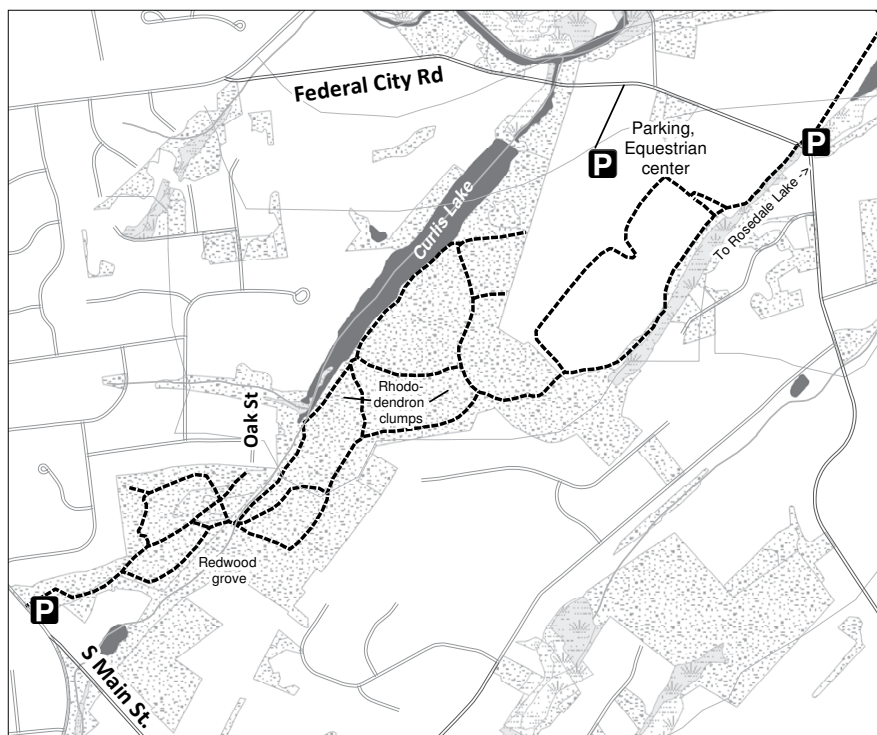 Federal City Rd
Parking,
Equestrian
center
P
P
Curlis Lake
To Rosedale Lake ->
Rhodo-
dendron
clumps
Oak St
Redwood
grove
P
S Main St.